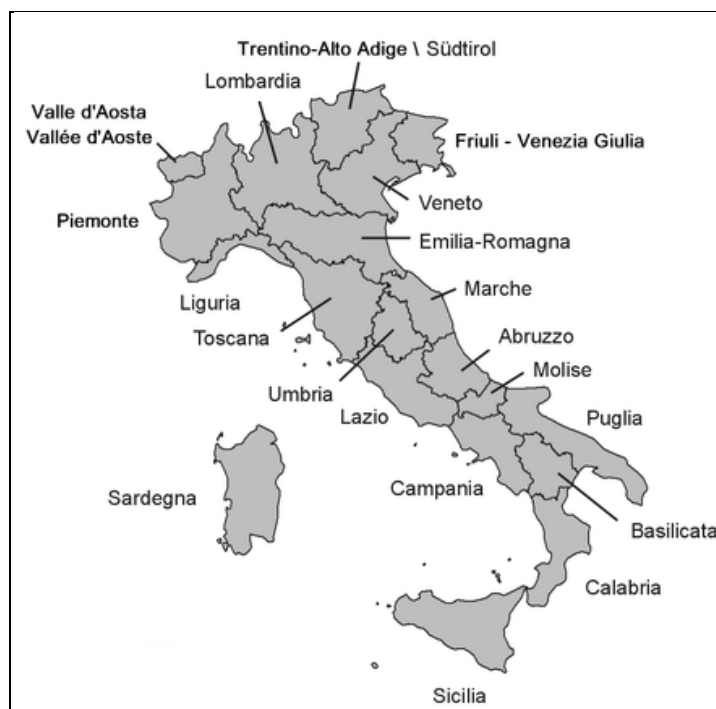 Trentino-Alto Adige \ Südtirol
Lombardia
Valle d'Aosta
Vallée d'Aoste
Friuli - Venezia Giulia
Piemonte
Veneto
Emilia-Romagna
Liguria
Marche
Toscana
Abruzzo
Molise
Umbria
Lazio
Puglia
Campania
Sardegna
Basilicata
Calabria
Sicilia